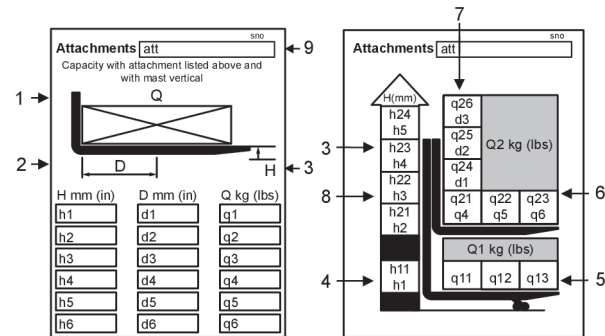 sno
Attachments att
9
Capacity with attachment listed above and
with mast vertical
1
Q
2
D
H
3
H mm (in) D mm (in) Q kg (lbs)
h1 d1 q1
h2 d2 q2
h3 d3 q3
h4 d4 q4
h5 d5 q5
h6 d6 q6
7
sno
Attachments att
H(mm)
h24
h5
h23
h4
h22
h3
h21
h2
h11
h1
3
8
4
q26
d3
q25
d2
q24
d1
Q2 kg (lbs)
q21 q22 q23
q4 q5 q6
6
Q1 kg (lbs)
q11 q12 q13
5